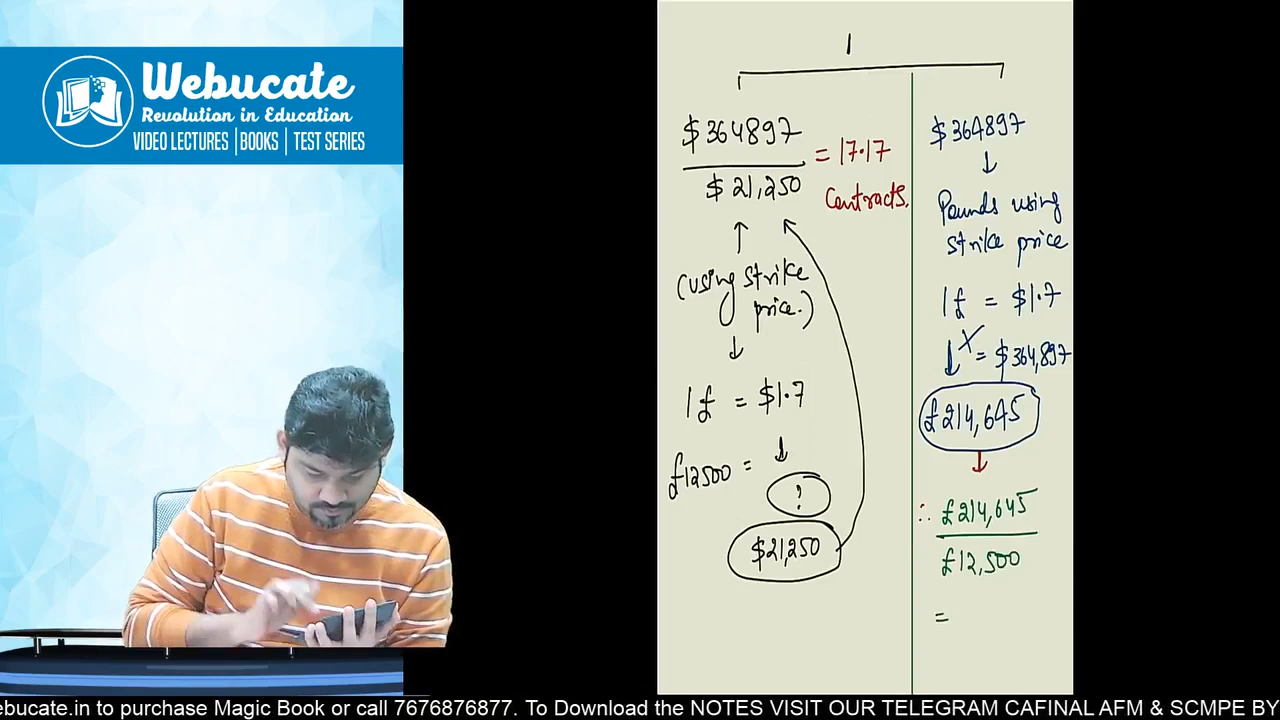 Webucate
Revolution in Education
VIDEO LECTURES | BOOKS | TEST SERIES
1
$364897
$21,250
= 17.17
Contracts.
(using strike
price.)
1£ = $1.7
£12500 =
?
$21,250
$364897
Pounds using
strike price
1£ = $1.7
X = $364,897
£214,645
∴ £214,645
£12,500
=
ebucate.in to purchase Magic Book or call 7676876877. To Download the NOTES VISIT OUR TELEGRAM CAFINAL AFM & SCMPE BY